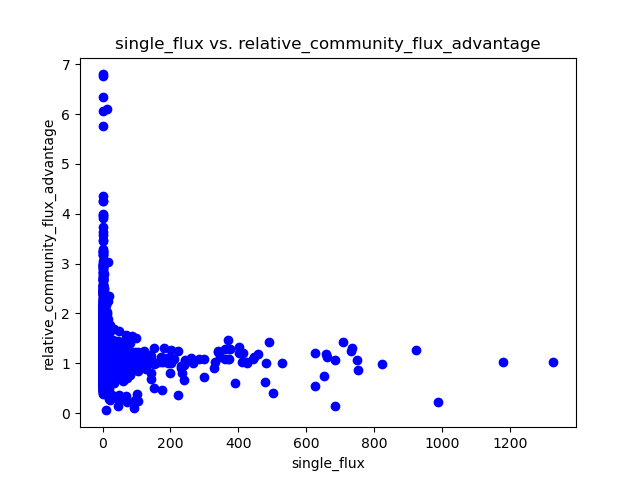 single_flux vs. relative_community_flux_advantage
relative_community_flux_advantage
7
6
5
4
3
2
1
0
0 200 400 600 800 1000 1200
single_flux